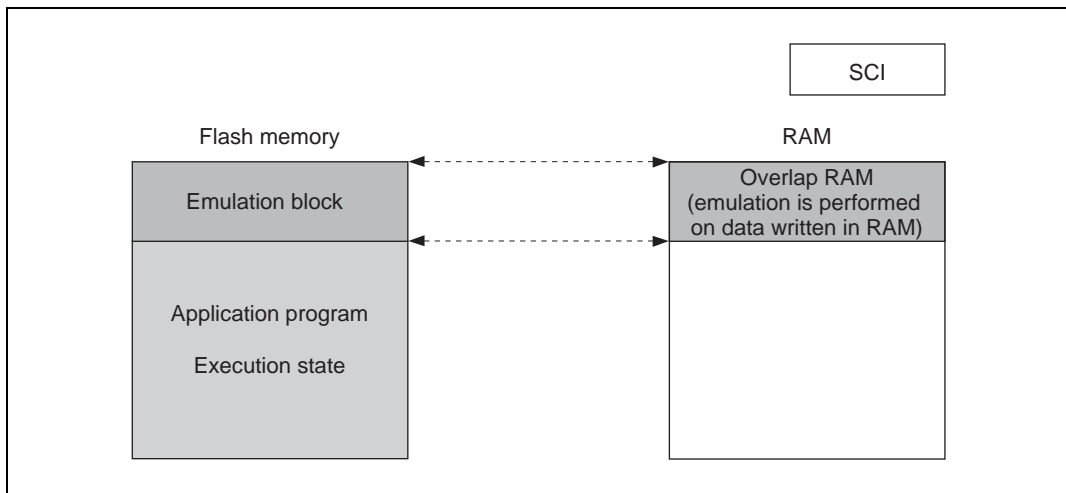 SCI
Flash memory
RAM
Emulation block
Overlap RAM
(emulation is performed
on data written in RAM)
Application program
Execution state